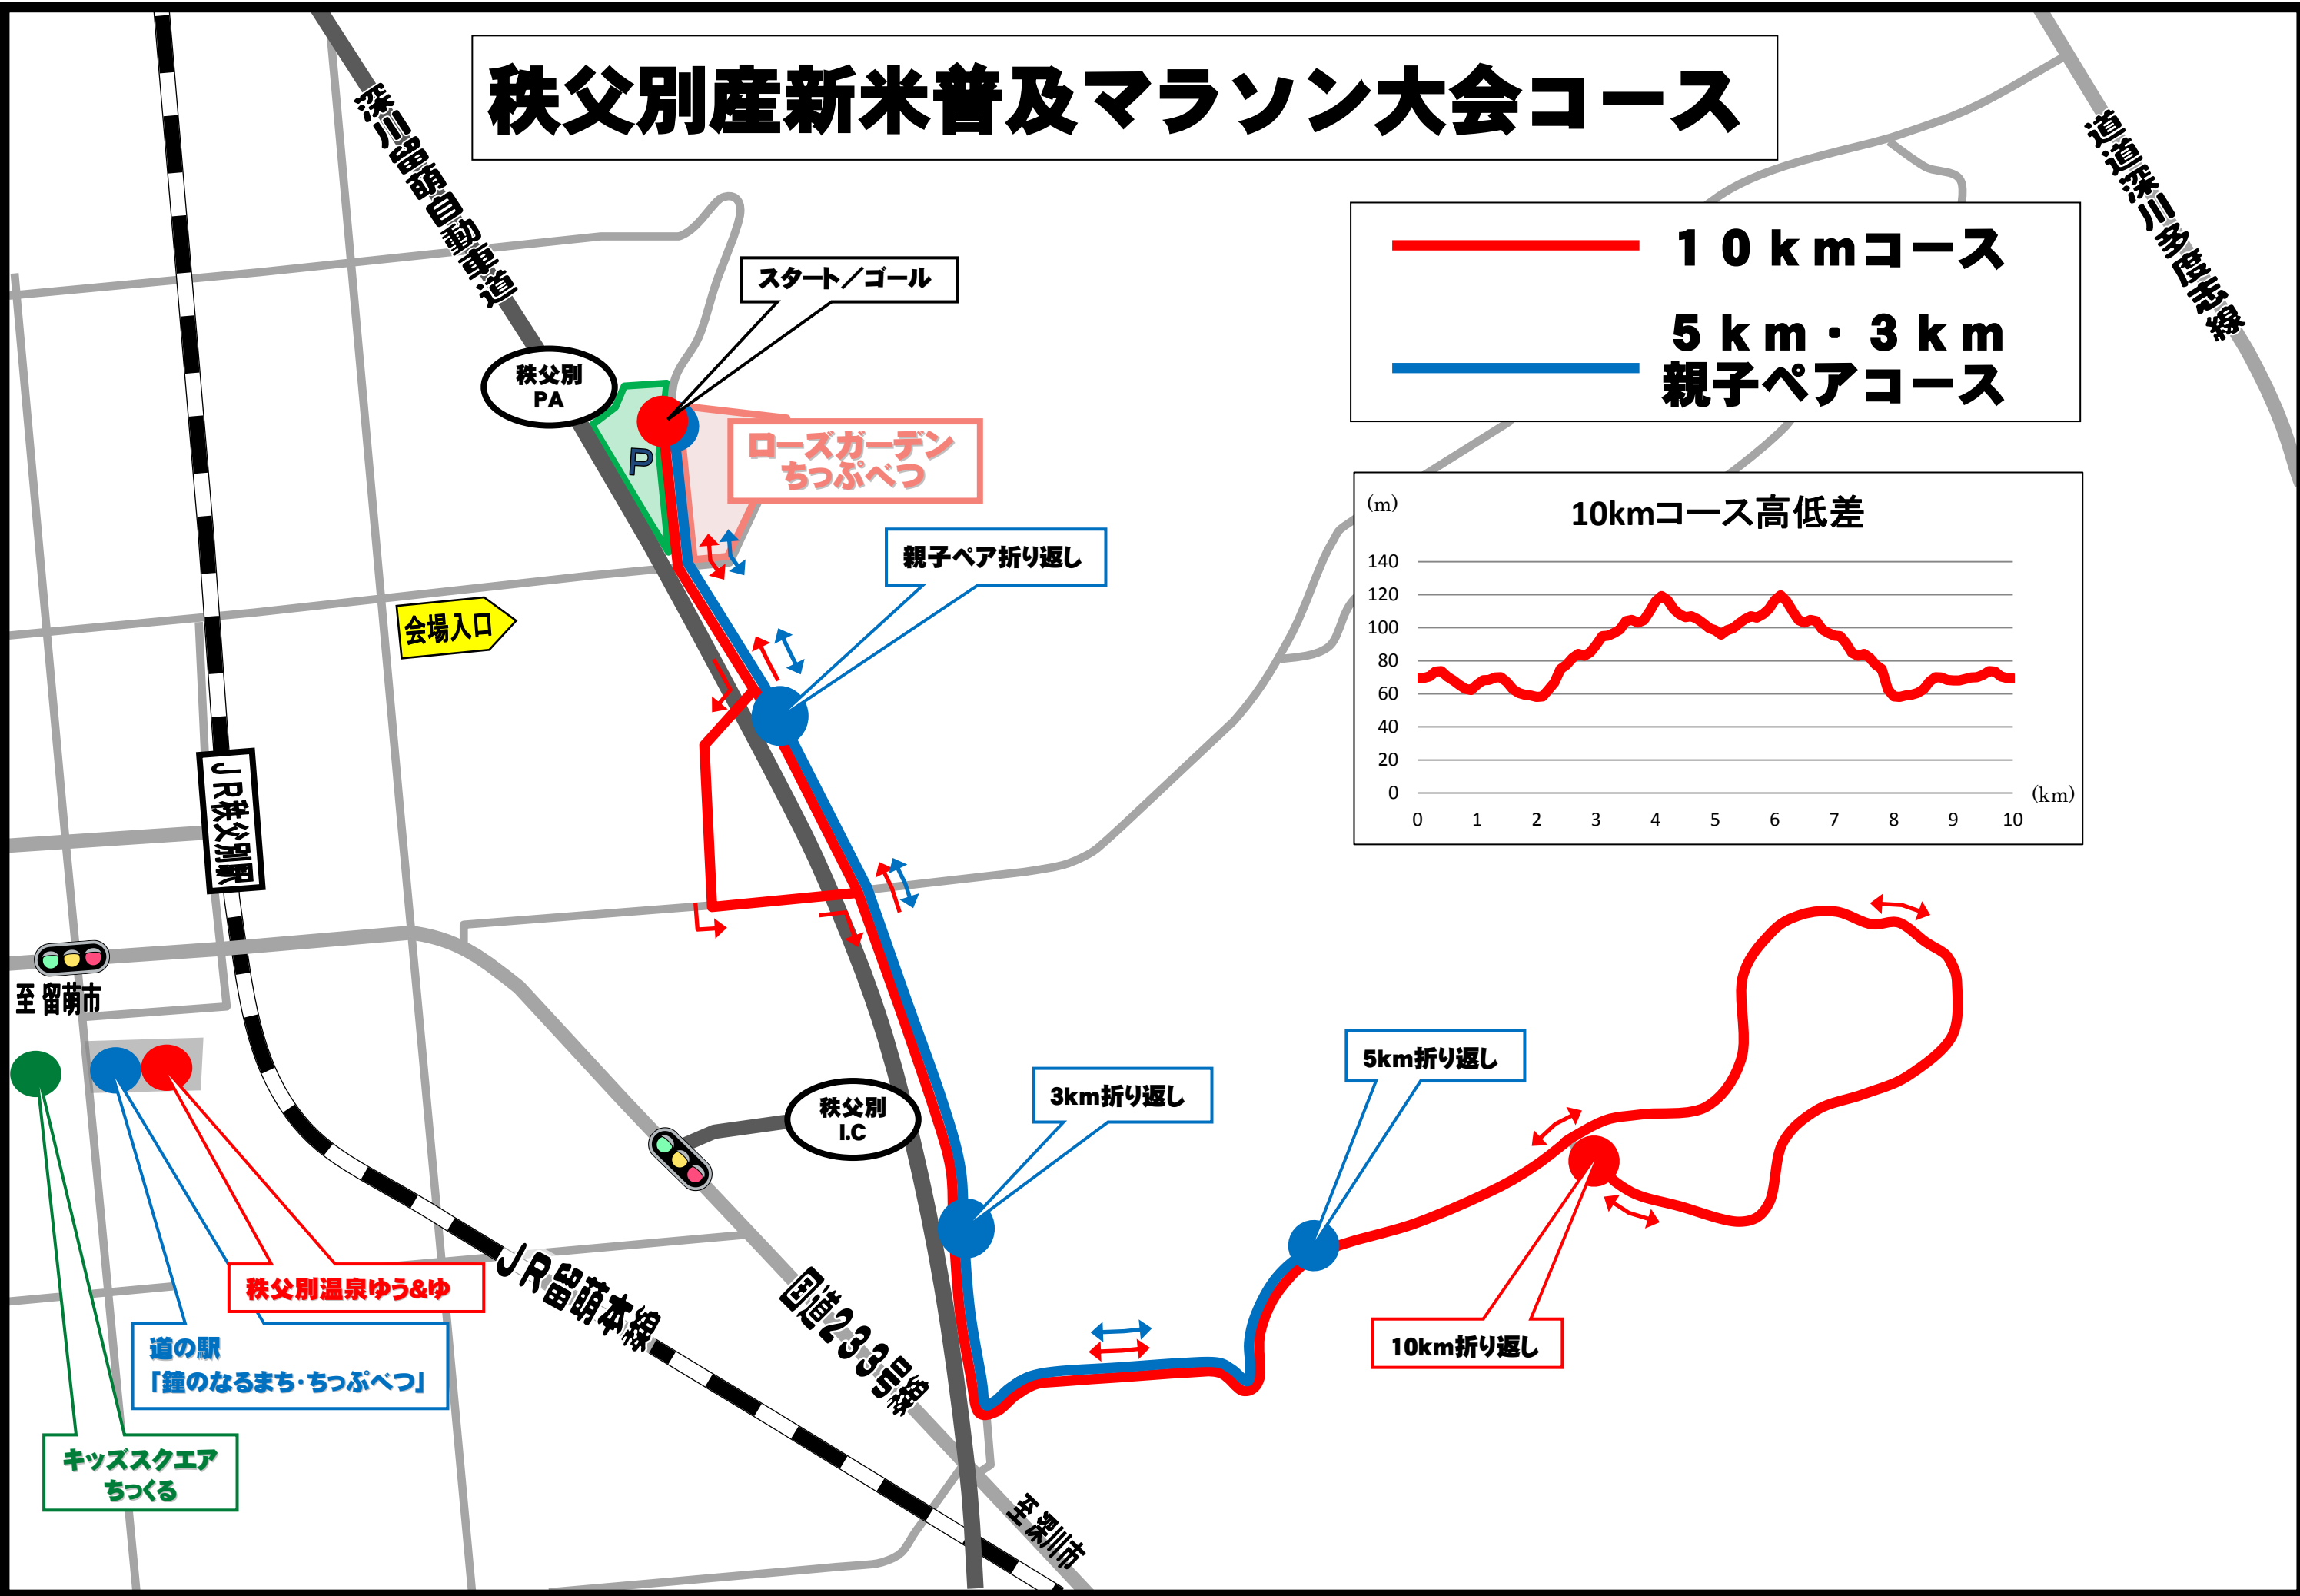 秩父別産新米普及マラソン大会コース
深川留萌自動車道
道道深川多度志線
１０ｋｍコース
５ｋｍ・３ｋｍ
親子ペアコース
スタート／ゴール
秩父別
PA
P
ローズガーデン
ちっぷべつ
親子ペア折り返し
会場入口
10kmコース高低差
(m)
140
120
100
80
60
40
20
0
0 1 2 3 4 5 6 7 8 9 10
(km)
ＪＲ秩父別駅
至 留萌市
秩父別
I.C
3km折り返し
5km折り返し
10km折り返し
秩父別温泉ゆう&ゆ
道の駅
「鐘のなるまち・ちっぷべつ」
キッズスクエア
ちっくる
ＪＲ留萌本線
国道233号線
至 深川市